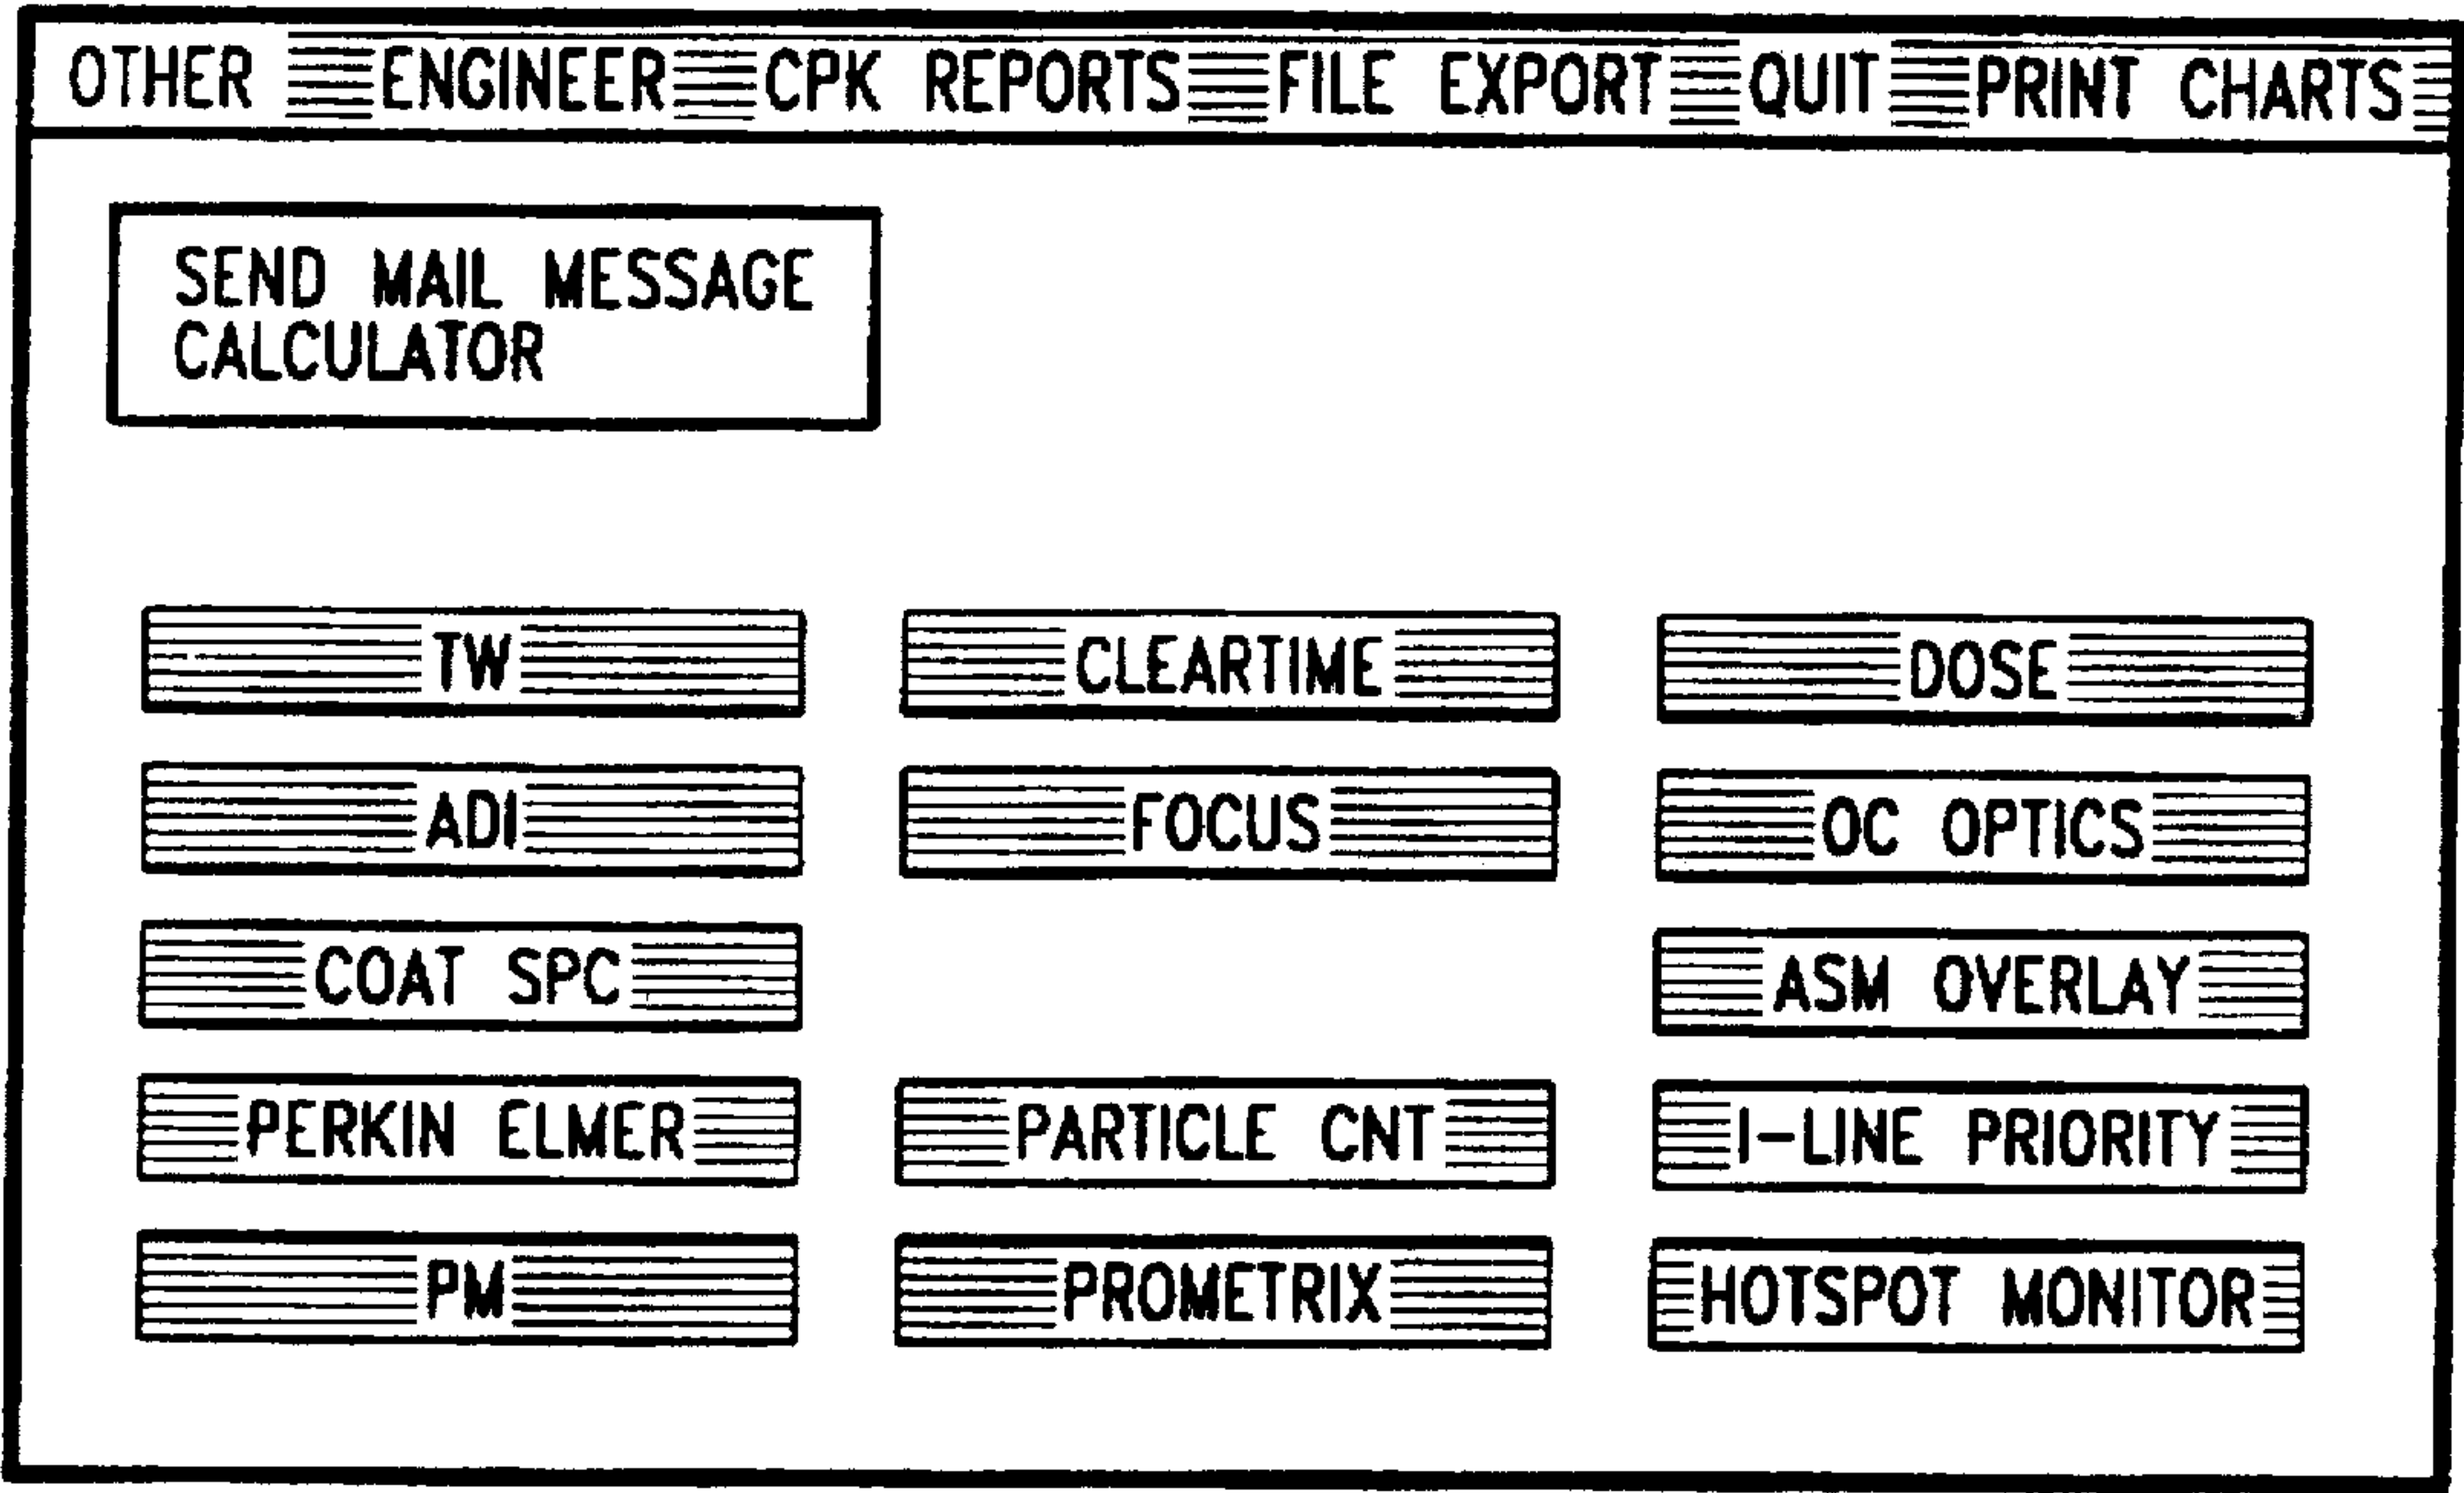 OTHER ENGINEER CPK REPORTS FILE EXPORT QUIT PRINT CHARTS
SEND MAIL MESSAGE
CALCULATOR
TW CLEARTIME DOSE
ADI FOCUS OC OPTICS
COAT SPC ASM OVERLAY
PERKIN ELMER PARTICLE CNT I-LINE PRIORITY
PM PROMETRIX HOTSPOT MONITOR